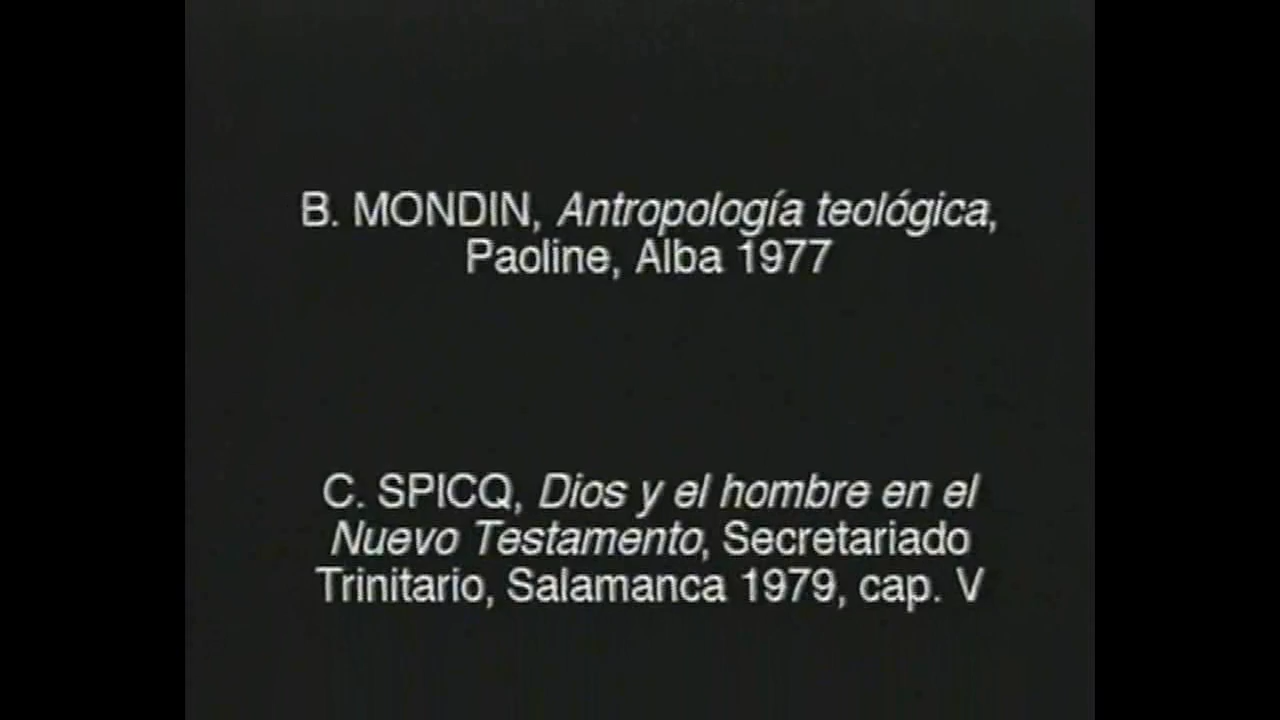 B. MONDIN, Antropología teológica,
Paoline, Alba 1977
C. SPICQ, Dios y el hombre en el
Nuevo Testamento, Secretariado
Trinitario, Salamanca 1979, cap. V